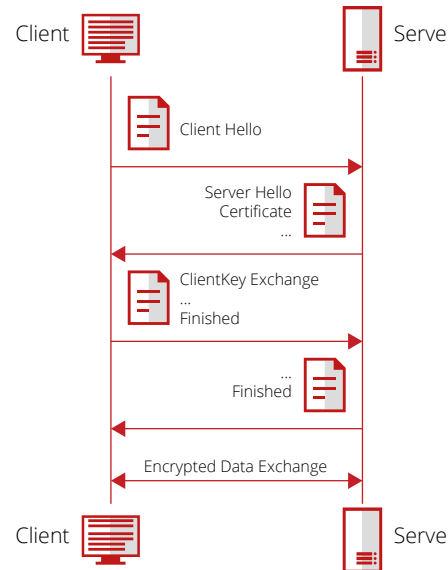 Client
Serve
Client Hello
Server Hello
Certificate
...
ClientKey Exchange
...
Finished
...
Finished
Encrypted Data Exchange
Client
Serve